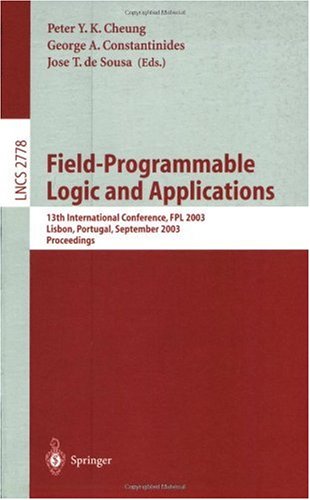 Peter Y. K. Cheung
George A. Constantinides
Jose T. de Sousa (Eds.)
LNCS 2778
Field-Programmable
Logic and Applications
13th International Conference, FPL 2003
Lisbon, Portugal, September 2003
Proceedings
Springer